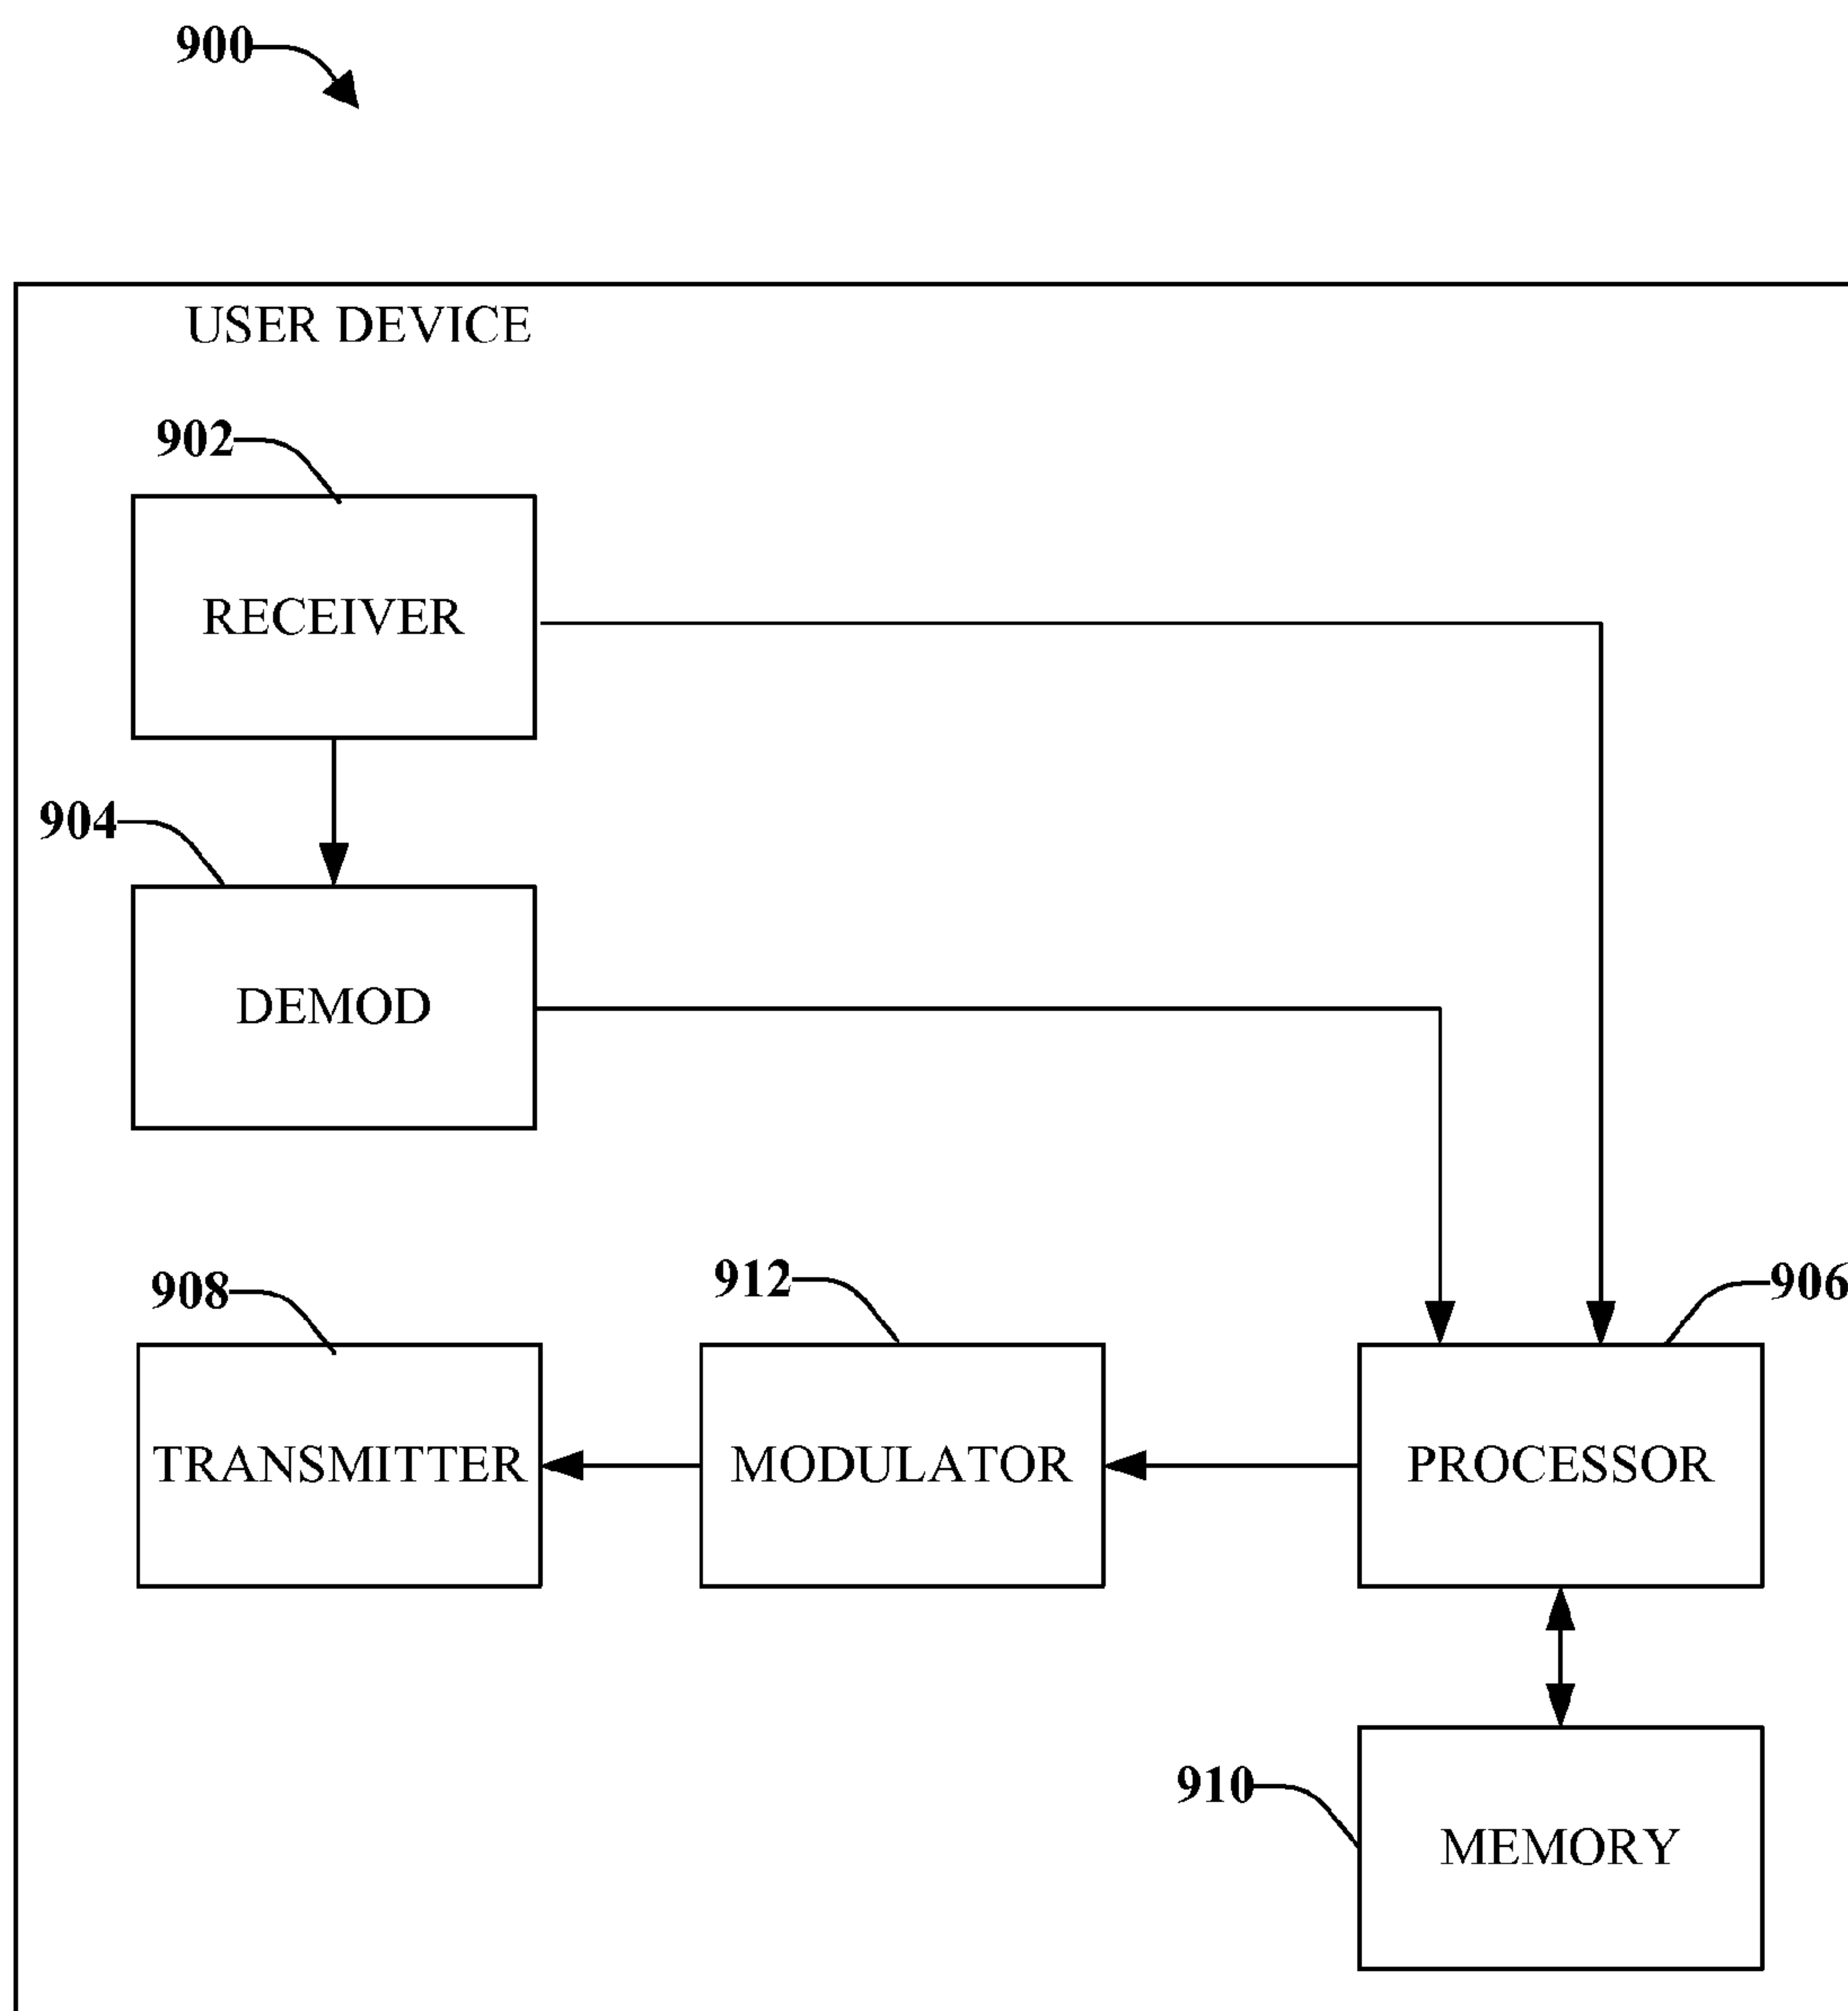 900
USER DEVICE
902
RECEIVER
904
DEMOD
908
912
906
TRANSMITTER
MODULATOR
PROCESSOR
910
MEMORY